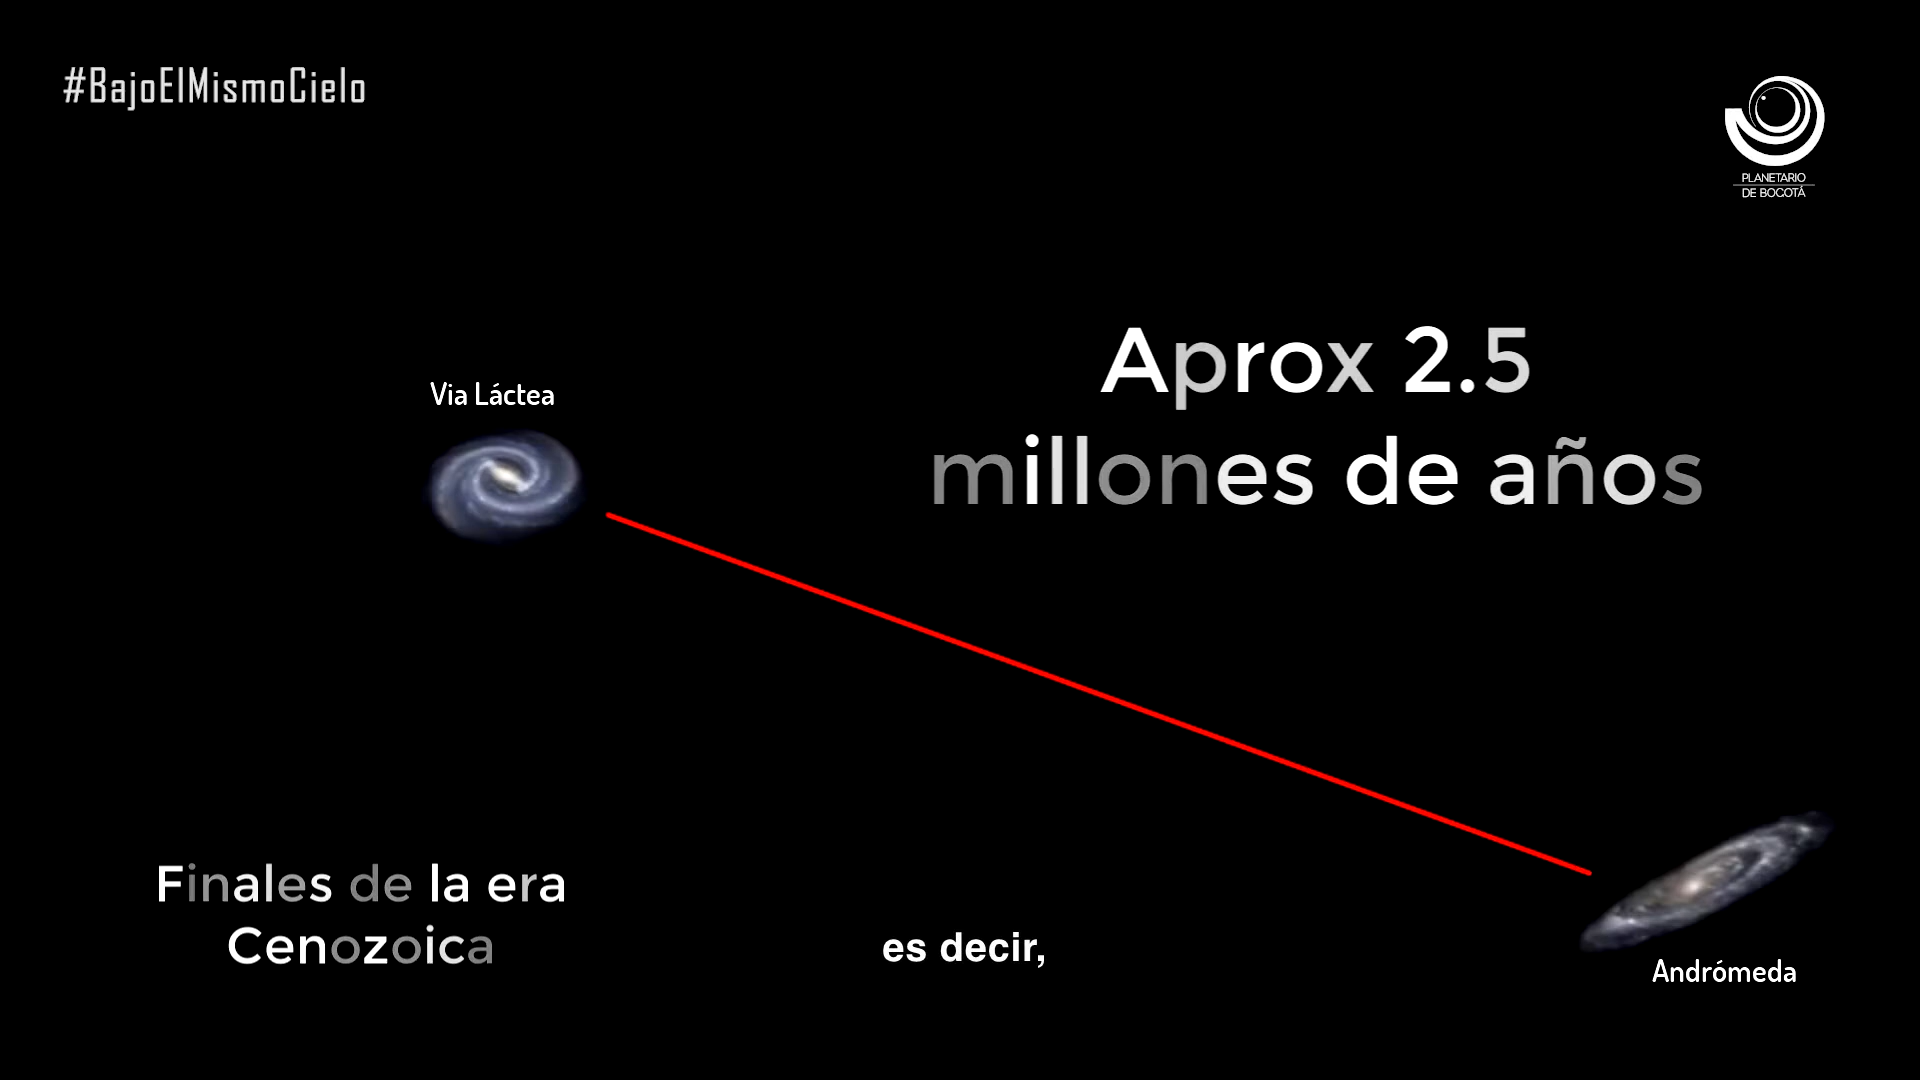 #BajoElMismoCielo
PLANETARIO
DE BOGOTÁ
Aprox 2.5
millones de años
Via Láctea
Finales de la era
Cenozoica
es decir,
Andrómeda